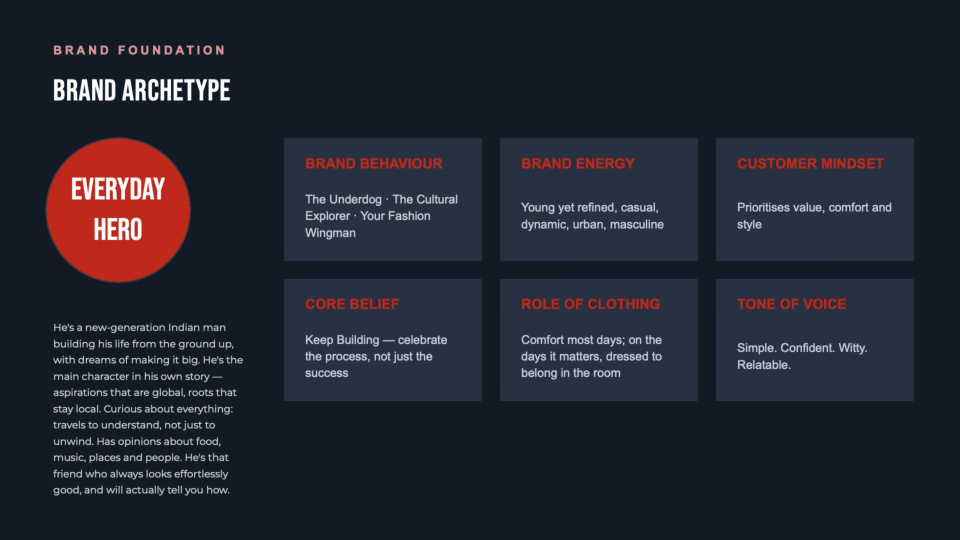 BRAND FOUNDATION
BRAND ARCHETYPE
EVERYDAY
HERO
He's a new-generation Indian man
building his life from the ground up,
with dreams of making it big. He's the
main character in his own story —
aspirations that are global, roots that
stay local. Curious about everything:
travels to understand, not just to
unwind. Has opinions about food,
music, places and people. He's that
friend who always looks effortlessly
good, and will actually tell you how.
BRAND BEHAVIOUR
The Underdog · The Cultural
Explorer · Your Fashion
Wingman
BRAND ENERGY
Young yet refined, casual,
dynamic, urban, masculine
CUSTOMER MINDSET
Prioritises value, comfort and
style
CORE BELIEF
Keep Building — celebrate
the process, not just the
success
ROLE OF CLOTHING
Comfort most days; on the
days it matters, dressed to
belong in the room
TONE OF VOICE
Simple. Confident. Witty.
Relatable.